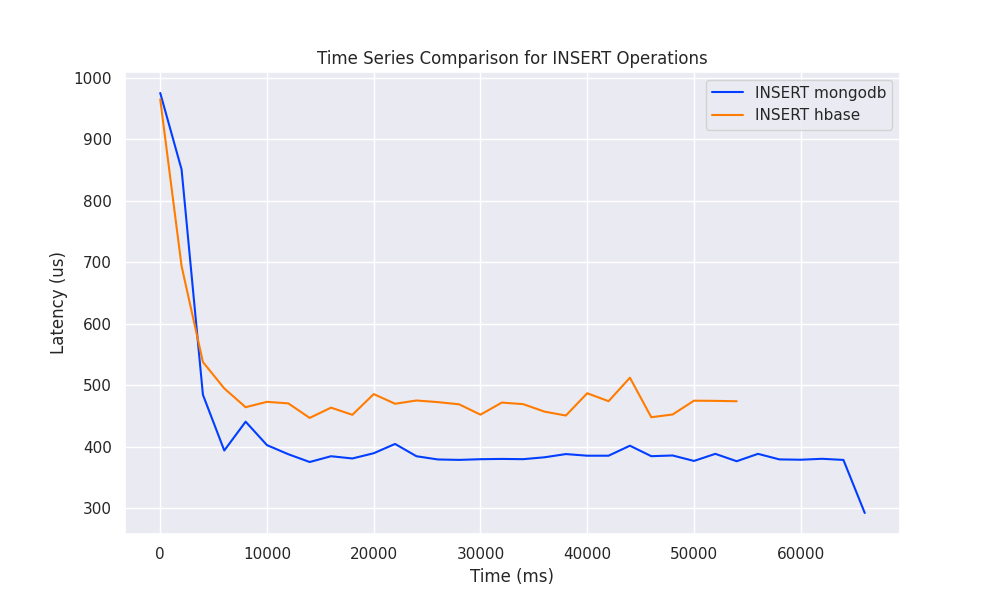 Time Series Comparison for INSERT Operations
INSERT mongodb
INSERT hbase
Latency (us)
1000
900
800
700
600
500
400
300
0 10000 20000 30000 40000 50000 60000
Time (ms)